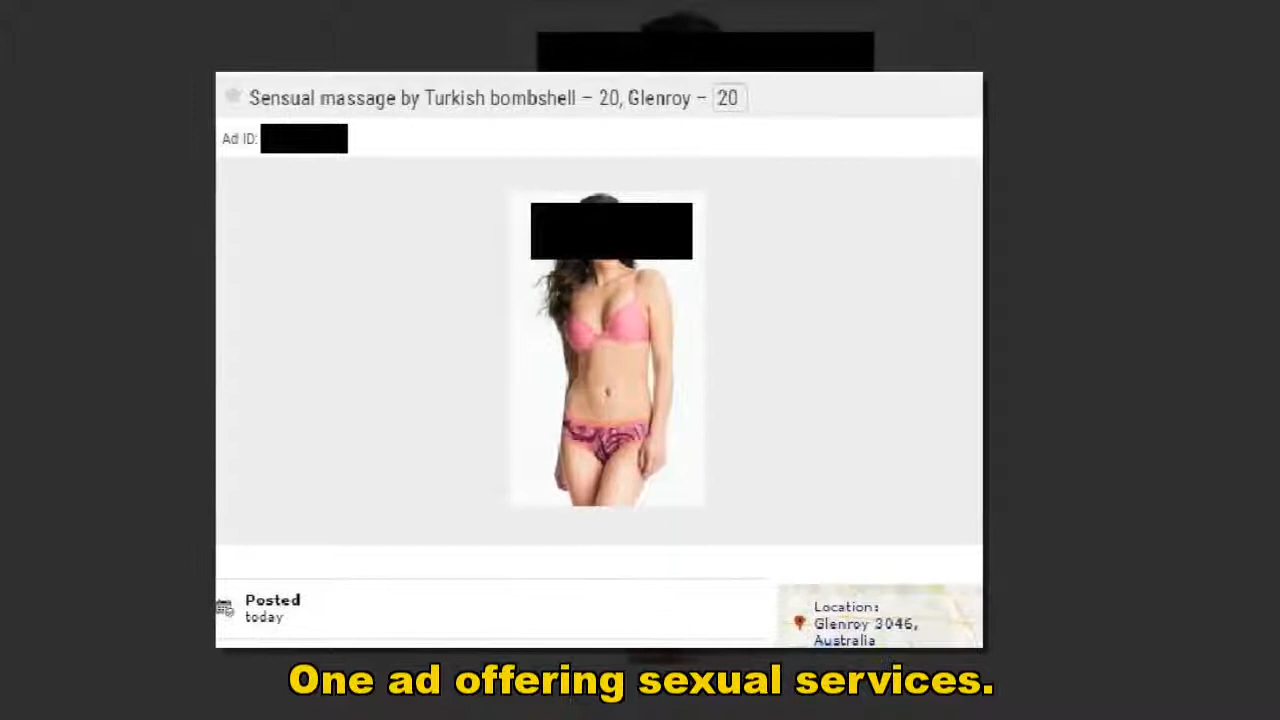 Sensual massage by Turkish bombshell – 20, Glenroy – 20
Ad ID:
Posted
today
Location:
Glenroy 3046,
Australia
One ad offering sexual services.